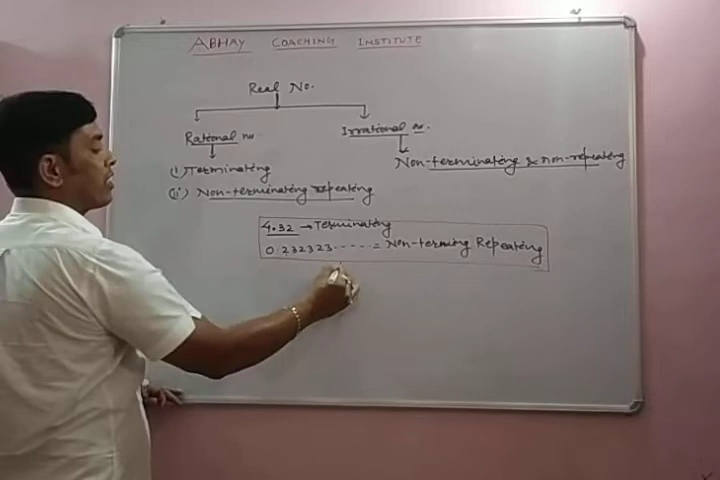 ABHAY COACHING INSTITUTE
Real No.
Rational no Irrational no.
(i) Terminating
Non-terminating & non-repeating
(ii) Non-terminating repeating
4.32 → Terminating
0.232323----- = Non-terming Repeating